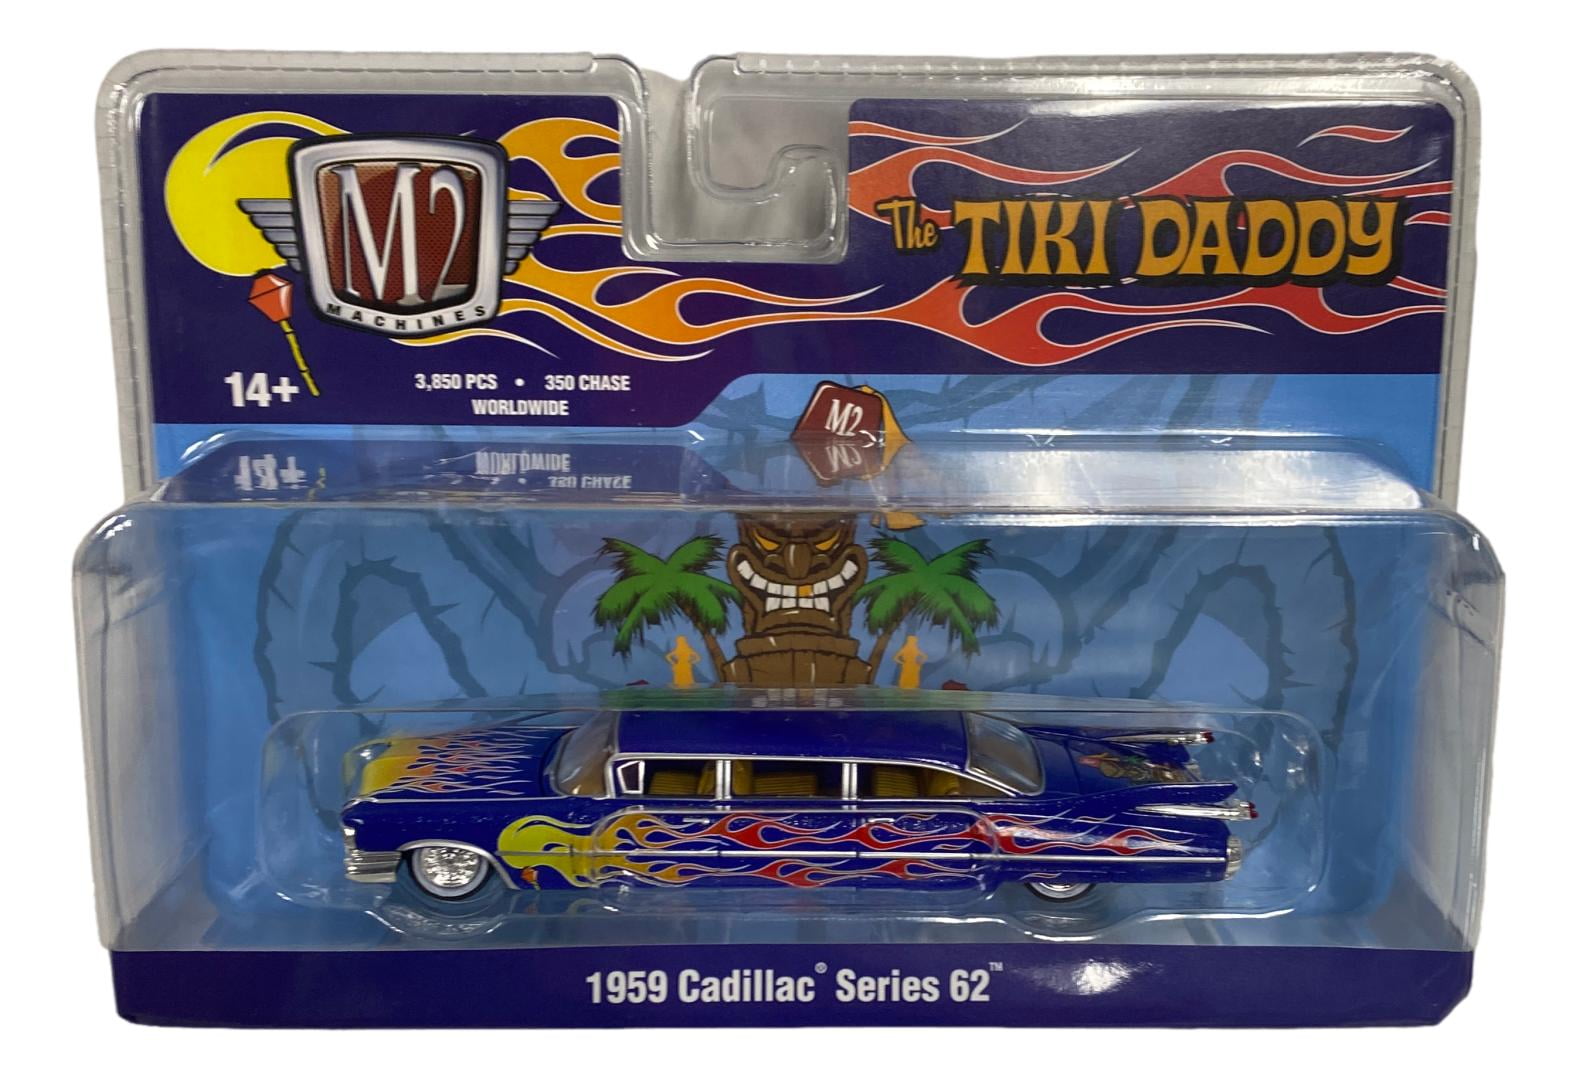 M2
MACHINES
The TIKI DADDY
14+
3,850 PCS • 350 CHASE
WORLDWIDE
M2
1959 Cadillac® Series 62™